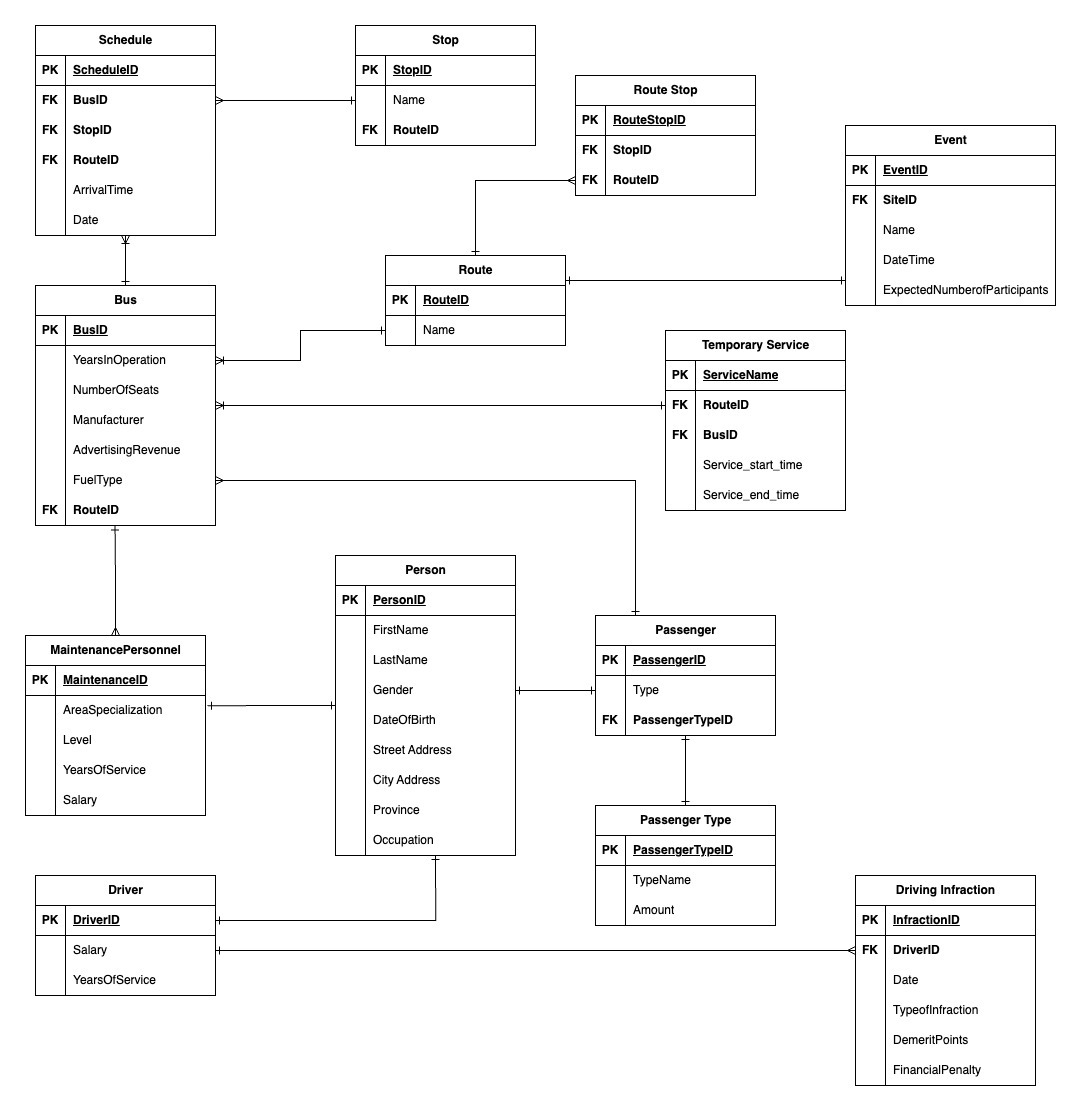 Schedule
PK ScheduleID
FK BusID
FK StopID
FK RouteID
ArrivalTime
Date
Stop
PK StopID
Name
FK RouteID
Route Stop
PK RouteStopID
FK StopID
FK RouteID
Event
PK EventID
FK SiteID
Name
DateTime
ExpectedNumberofParticipants
Route
PK RouteID
Name
Bus
PK BusID
YearsInOperation
NumberOfSeats
Manufacturer
AdvertisingRevenue
FuelType
FK RouteID
Temporary Service
PK ServiceName
FK RouteID
FK BusID
Service_start_time
Service_end_time
Person
PK PersonID
FirstName
LastName
Gender
DateOfBirth
Street Address
City Address
Province
Occupation
Passenger
PK PassengerID
Type
FK PassengerTypeID
MaintenancePersonnel
PK MaintenanceID
AreaSpecialization
Level
YearsOfService
Salary
Passenger Type
PK PassengerTypeID
TypeName
Amount
Driver
PK DriverID
Salary
YearsOfService
Driving Infraction
PK InfractionID
FK DriverID
Date
TypeofInfraction
DemeritPoints
FinancialPenalty